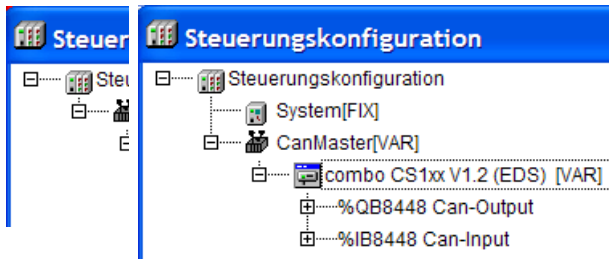 Steuer
Steu
Steuerungskonfiguration
Steuerungskonfiguration
System[FIX]
CanMaster[VAR]
combo CS1xx V1.2 (EDS) [VAR]
%QB8448 Can-Output
%IB8448 Can-Input